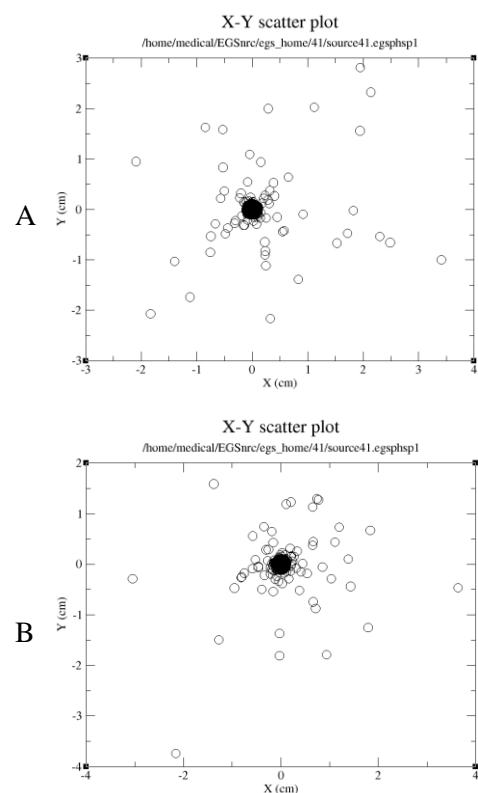 X-Y scatter plot
/home/medical/EGSnrc/egs_home/41/source41.egsphsp1
A
3
2
1
0
-1
-2
-3
Y (cm)
-3 -2 -1 0 1 2 3 4
X (cm)
X-Y scatter plot
/home/medical/EGSnrc/egs_home/41/source41.egsphsp1
B
2
1
0
-1
-2
-3
-4
Y (cm)
-4 -2 0 2 4
X (cm)